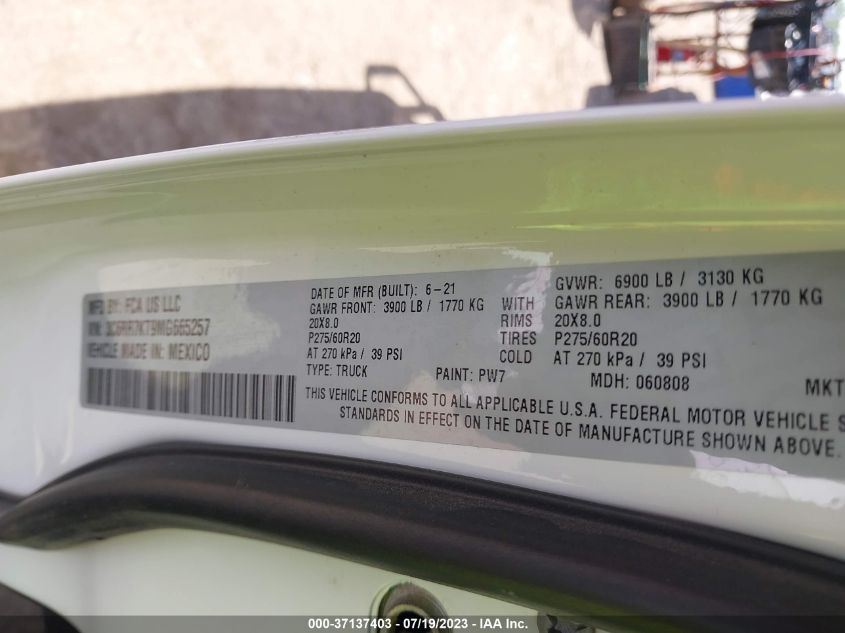 MFD BY: FCA US LLC
VIN: 3C6RR7KT9MG665257
VEHICLE MADE IN: MEXICO
DATE OF MFR (BUILT): 6-21
GAWR FRONT: 3900 LB / 1770 KG WITH
20X8.0 RIMS
P275/60R20 TIRES
AT 270 kPa / 39 PSI COLD
TYPE: TRUCK PAINT: PW7
GVWR: 6900 LB / 3130 KG
GAWR REAR: 3900 LB / 1770 KG
20X8.0
P275/60R20
AT 270 kPa / 39 PSI
MDH: 060808 MKT
THIS VEHICLE CONFORMS TO ALL APPLICABLE U.S.A. FEDERAL MOTOR VEHICLE S
STANDARDS IN EFFECT ON THE DATE OF MANUFACTURE SHOWN ABOVE.
000-37137403 - 07/19/2023 - IAA Inc.